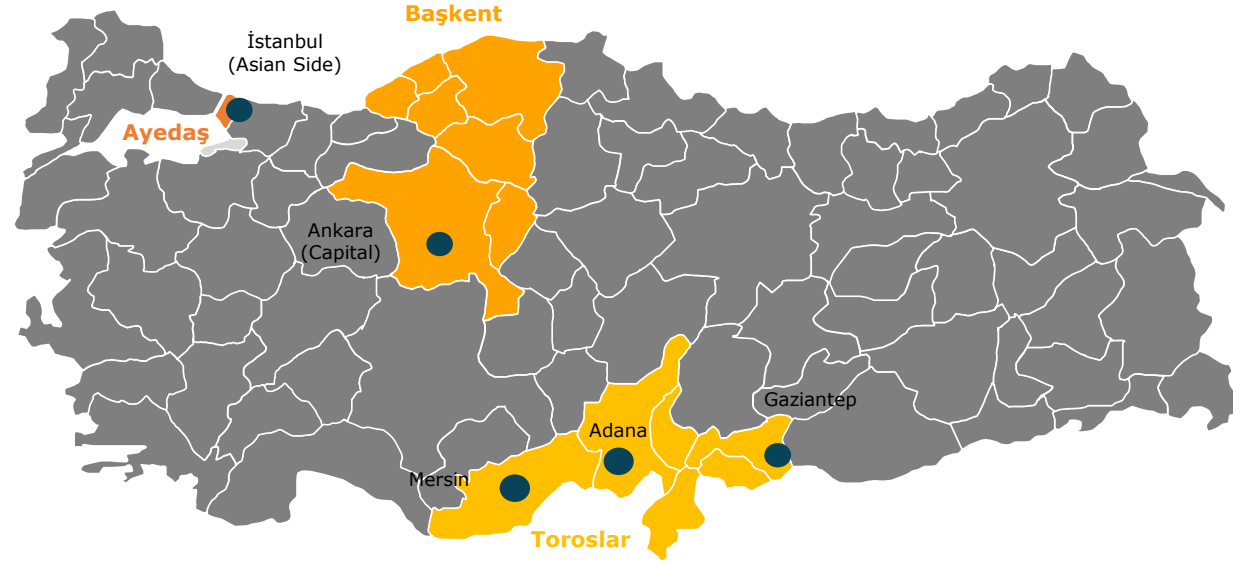 Başkent
İstanbul
(Asian Side)
Ayedaş
Ankara
(Capital)
Gaziantep
Adana
Mersin
Toroslar